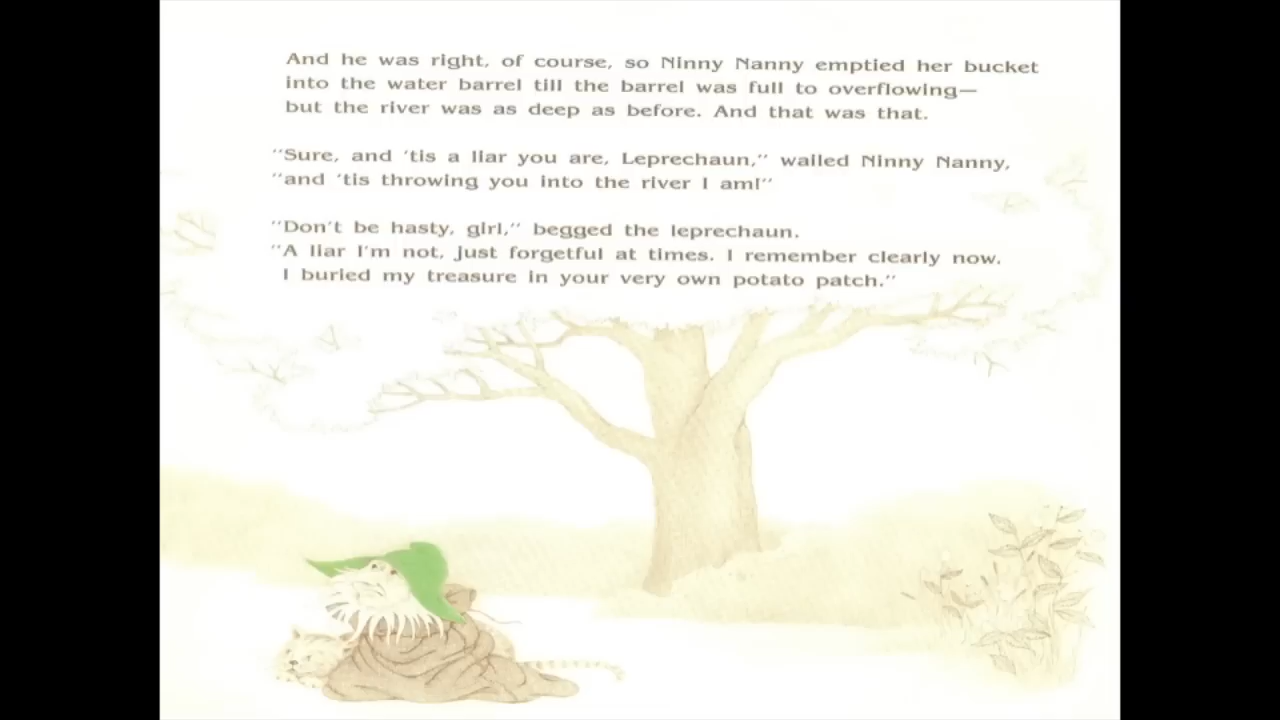 And he was right, of course, so Ninny Nanny emptied her bucket
into the water barrel till the barrel was full to overflowing—
but the river was as deep as before. And that was that.
“Sure, and ‘tis a liar you are, Leprechaun,” wailed Ninny Nanny,
“and ‘tis throwing you into the river I am!”
“Don’t be hasty, girl,” begged the leprechaun.
“A liar I’m not, just forgetful at times. I remember clearly now.
I buried my treasure in your very own potato patch.”